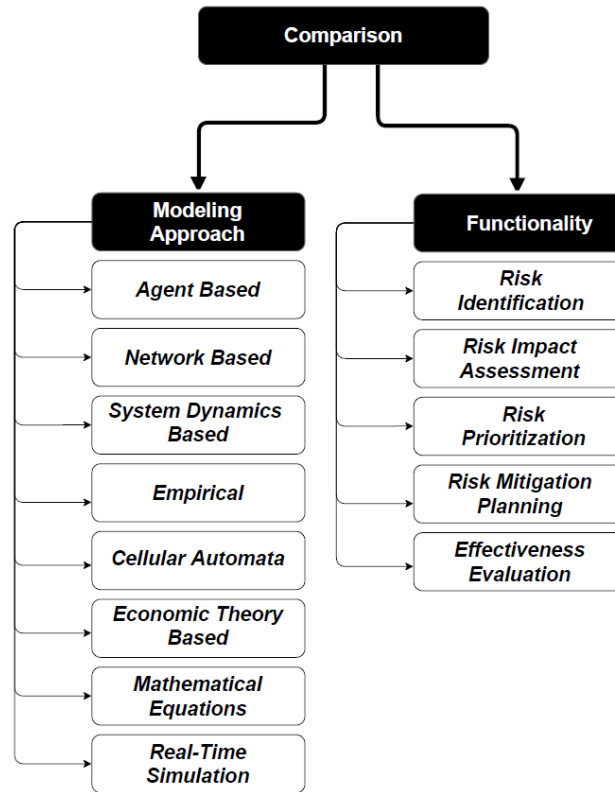 Comparison
Modeling
Approach
Agent Based
Network Based
System Dynamics
Based
Empirical
Cellular Automata
Economic Theory
Based
Mathematical
Equations
Real-Time
Simulation
Functionality
Risk
Identification
Risk Impact
Assessment
Risk
Prioritization
Risk Mitigation
Planning
Effectiveness
Evaluation